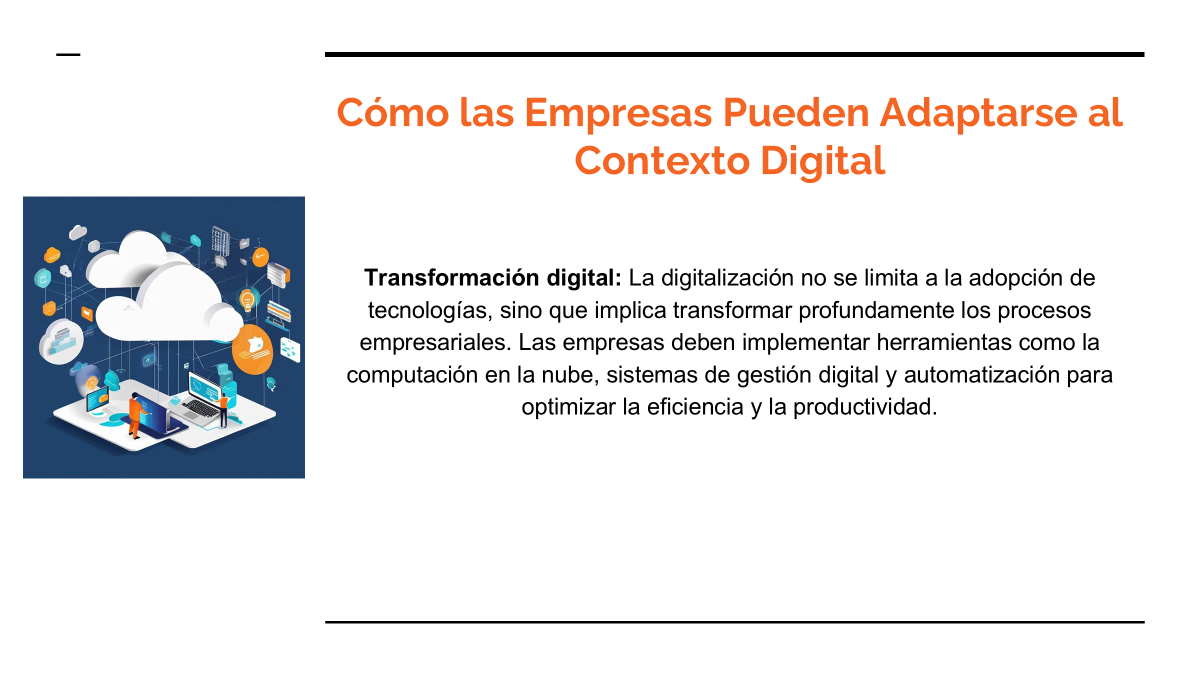 Cómo las Empresas Pueden Adaptarse al
Contexto Digital
Transformación digital: La digitalización no se limita a la adopción de
tecnologías, sino que implica transformar profundamente los procesos
empresariales. Las empresas deben implementar herramientas como la
computación en la nube, sistemas de gestión digital y automatización para
optimizar la eficiencia y la productividad.